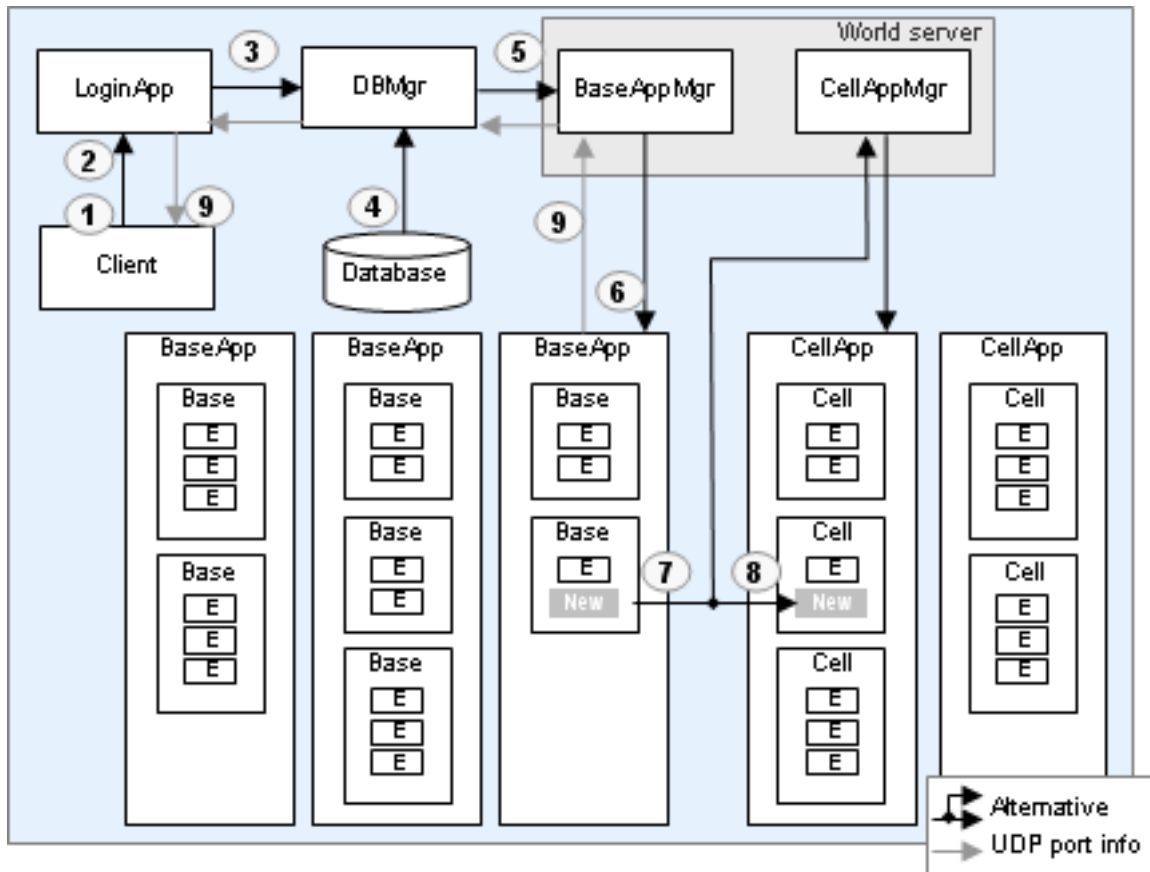 World server
3
5
LoginApp
DBMgr
BaseAppMgr
CellAppMgr
2
1
9
4
9
Client
Database
6
BaseApp
Base
E
E
E
Base
E
E
E
BaseApp
Base
E
E
Base
E
E
Base
E
E
E
BaseApp
Base
E
E
Base
E
New
7
8
CellApp
Cell
E
E
Cell
E
New
Cell
E
E
E
CellApp
Cell
E
E
E
Cell
E
E
E
Alternative
UDP port info